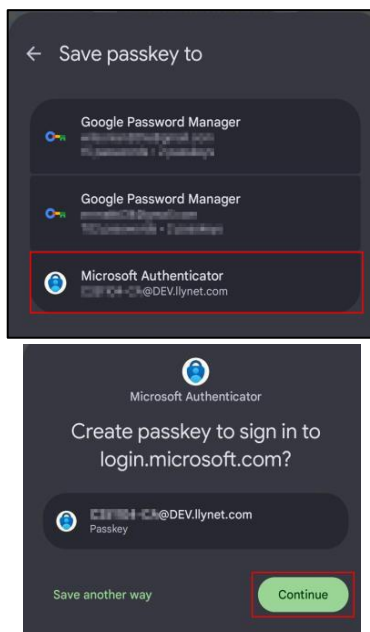 Save passkey to
Google Password Manager
Google Password Manager
Microsoft Authenticator
@DEV.llynet.com
Microsoft Authenticator
Create passkey to sign in to
login.microsoft.com?
@DEV.llynet.com
Passkey
Save another way
Continue